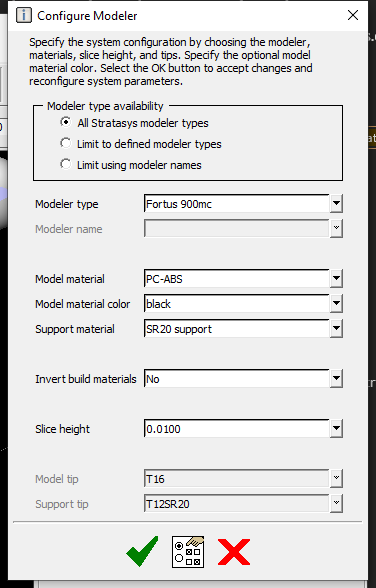 Configure Modeler
Specify the system configuration by choosing the modeler,
materials, slice height, and tips. Specify the optional model
material color. Select the OK button to accept changes and
reconfigure system parameters.
Modeler type availability
All Stratasys modeler types
Limit to defined modeler types
Limit using modeler names
Modeler type Fortus 900mc
Modeler name
Model material PC-ABS
Model material color black
Support material SR20 support
Invert build materials No
Slice height 0.0100
Model tip T16
Support tip T12SR20